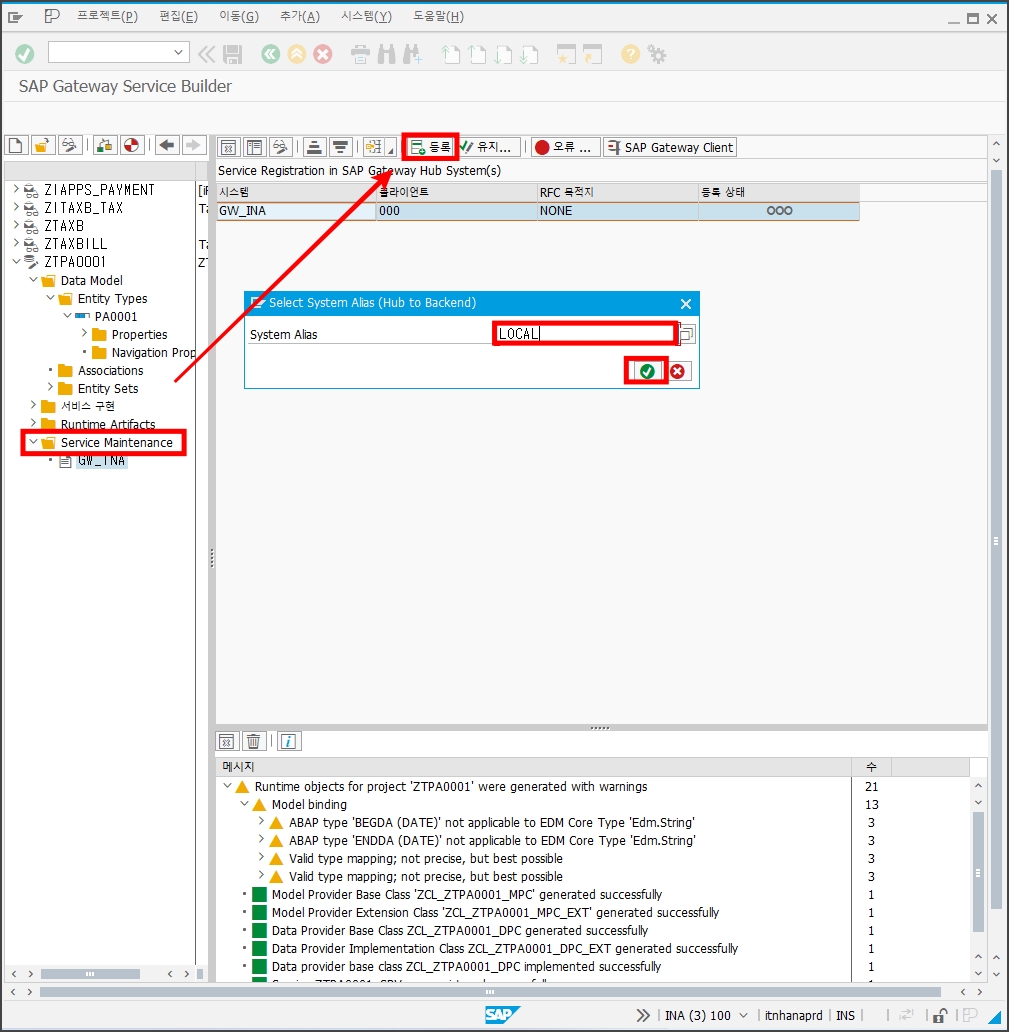 프로젝트(P) 편집(E) 이동(G) 추가(A) 시스템(Y) 도움말(H)
SAP Gateway Service Builder
등록 유지... 오류 ... SAP Gateway Client
Service Registration in SAP Gateway Hub System(s)
시스템 클라이언트 RFC 목적지 등록 상태
GW_INA 000 NONE
ZIAPPS_PAYMENT
ZITAXB_TAX Ta
ZTAXB
ZTAXBILL Ta
ZTPA0001 ZT
Data Model
Entity Types
PA0001
Properties
Navigation Prop
Associations
Entity Sets
서비스 구현
Runtime Artifacts
Service Maintenance
GW_INA
Select System Alias (Hub to Backend)
System Alias LOCAL
메시지 수
Runtime objects for project 'ZTPA0001' were generated with warnings 21
Model binding 13
ABAP type 'BEGDA (DATE)' not applicable to EDM Core Type 'Edm.String' 3
ABAP type 'ENDDA (DATE)' not applicable to EDM Core Type 'Edm.String' 3
Valid type mapping; not precise, but best possible 3
Valid type mapping; not precise, but best possible 3
Model Provider Base Class 'ZCL_ZTPA0001_MPC' generated successfully 1
Model Provider Extension Class 'ZCL_ZTPA0001_MPC_EXT' generated successfully 1
Data Provider Base Class ZCL_ZTPA0001_DPC generated successfully 1
Data Provider Implementation Class ZCL_ZTPA0001_DPC_EXT generated successfully 1
Data provider base class ZCL_ZTPA0001_DPC implemented successfully 1
SAP INA (3) 100 itnhanaprd INS